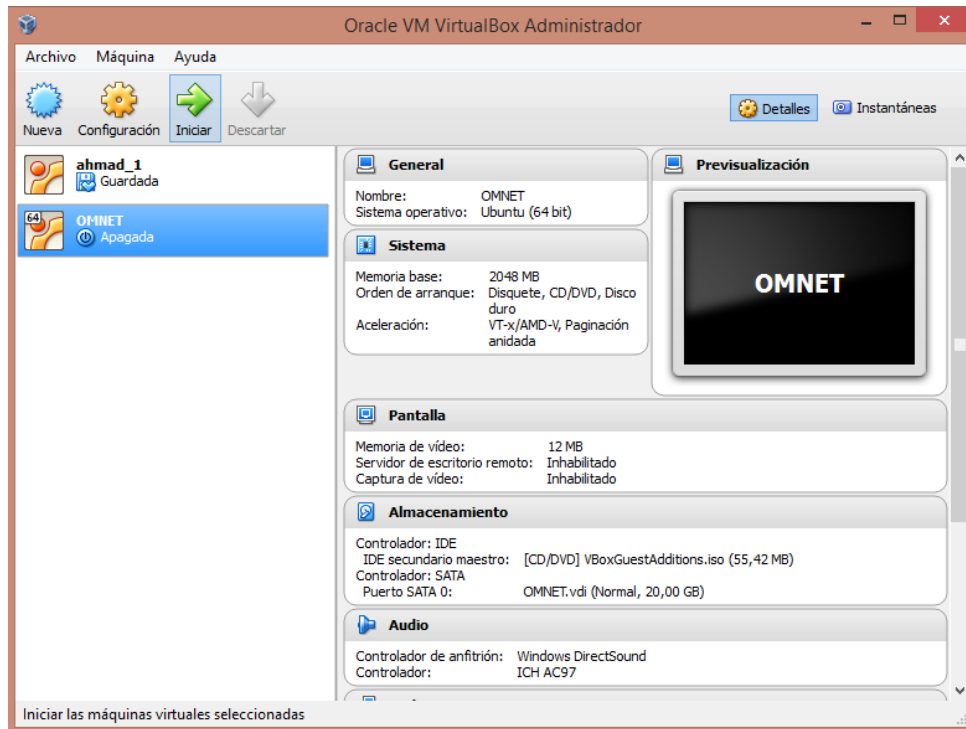 Oracle VM VirtualBox Administrador
Archivo Máquina Ayuda
Nueva Configuración Iniciar Descartar
Detalles Instantáneas
ahmad_1
Guardada
64
OMNET
Apagada
General
Nombre: OMNET
Sistema operativo: Ubuntu (64 bit)
Sistema
Memoria base: 2048 MB
Orden de arranque: Disquete, CD/DVD, Disco
duro
Aceleración: VT-x/AMD-V, Paginación
anidada
Previsualización
OMNET
Pantalla
Memoria de vídeo: 12 MB
Servidor de escritorio remoto: Inhabilitado
Captura de vídeo: Inhabilitado
Almacenamiento
Controlador: IDE
IDE secundario maestro: [CD/DVD] VBoxGuestAdditions.iso (55,42 MB)
Controlador: SATA
Puerto SATA 0: OMNET.vdi (Normal, 20,00 GB)
Audio
Controlador de anfitrión: Windows DirectSound
Controlador: ICH AC97
Iniciar las máquinas virtuales seleccionadas